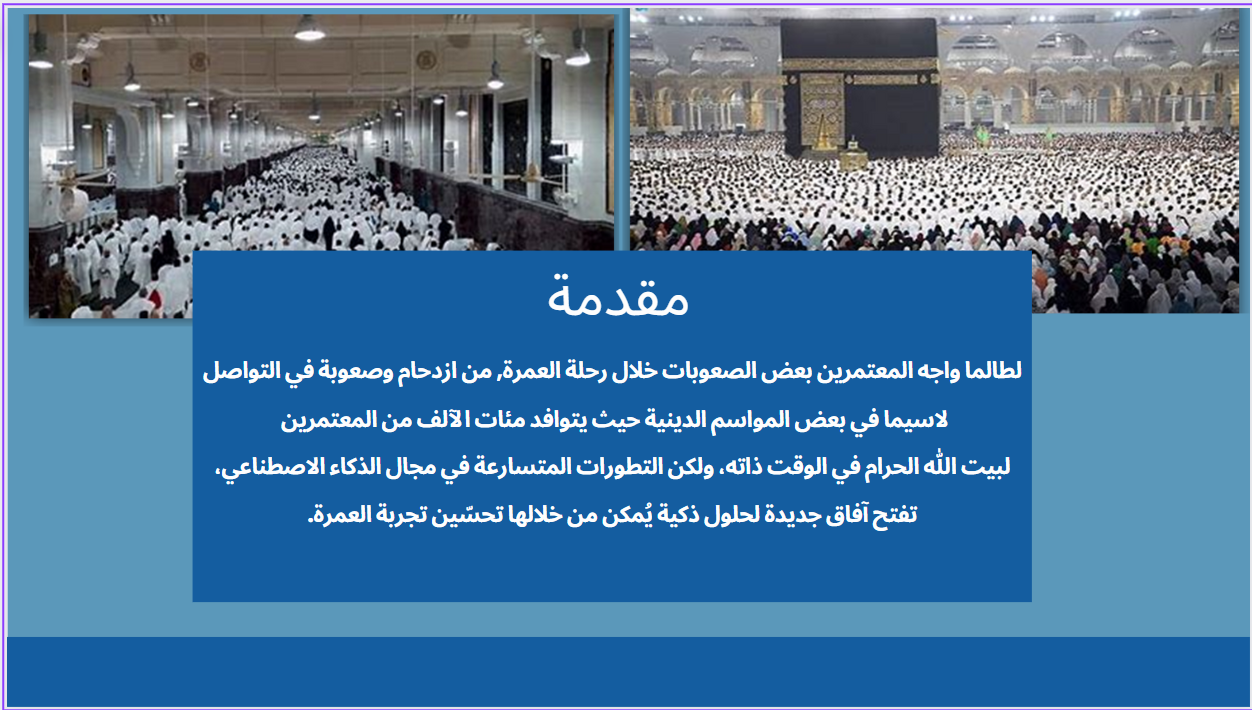 مقدمة
لطالما واجه المعتمرين بعض الصعوبات خلال رحلة العمرة, من ازدحام وصعوبة في التواصل
لاسيما في بعض المواسم الدينية حيث يتوافد مئات الآلف من المعتمرين
لبيت الله الحرام في الوقت ذاته، ولكن التطورات المتسارعة في مجال الذكاء الاصطناعي،
تفتح آفاق جديدة لحلول ذكية يُمكن من خلالها تحسّين تجربة العمرة.